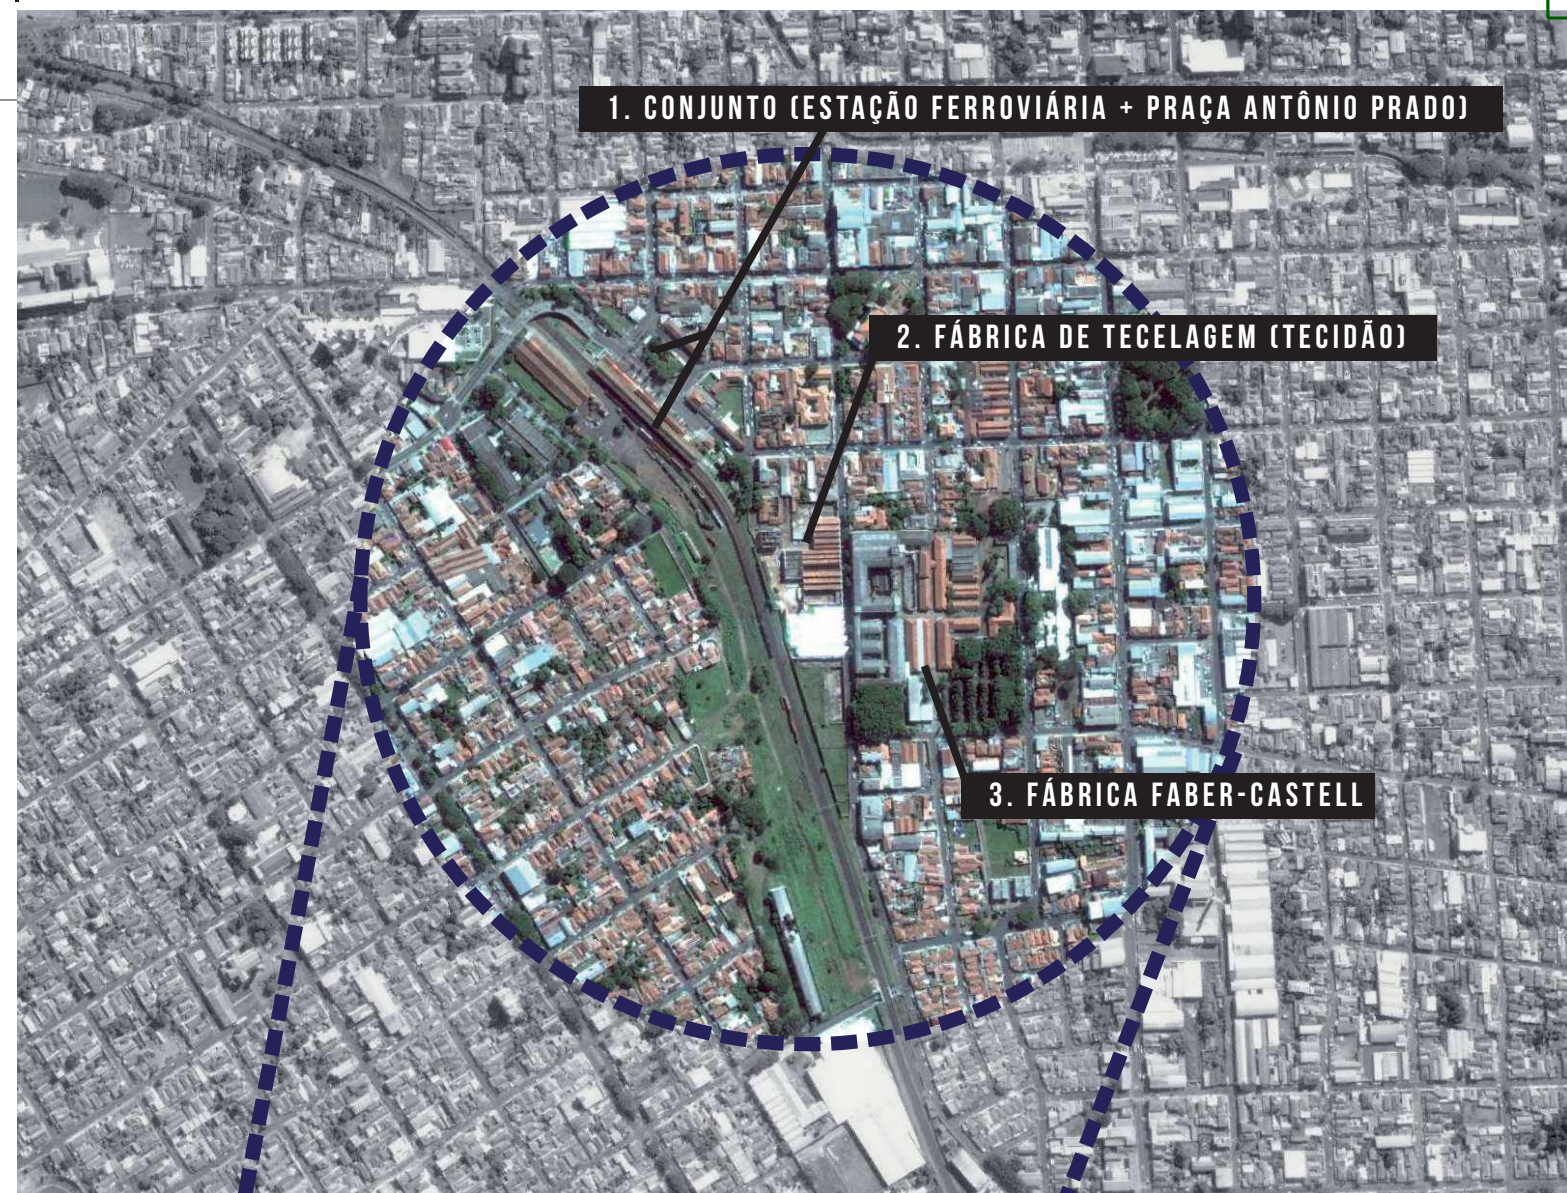 1. CONJUNTO (ESTAÇÃO FERROVIÁRIA + PRAÇA ANTÔNIO PRADO)
2. FÁBRICA DE TECELAGEM (TECIDÃO)
3. FÁBRICA FABER-CASTELL